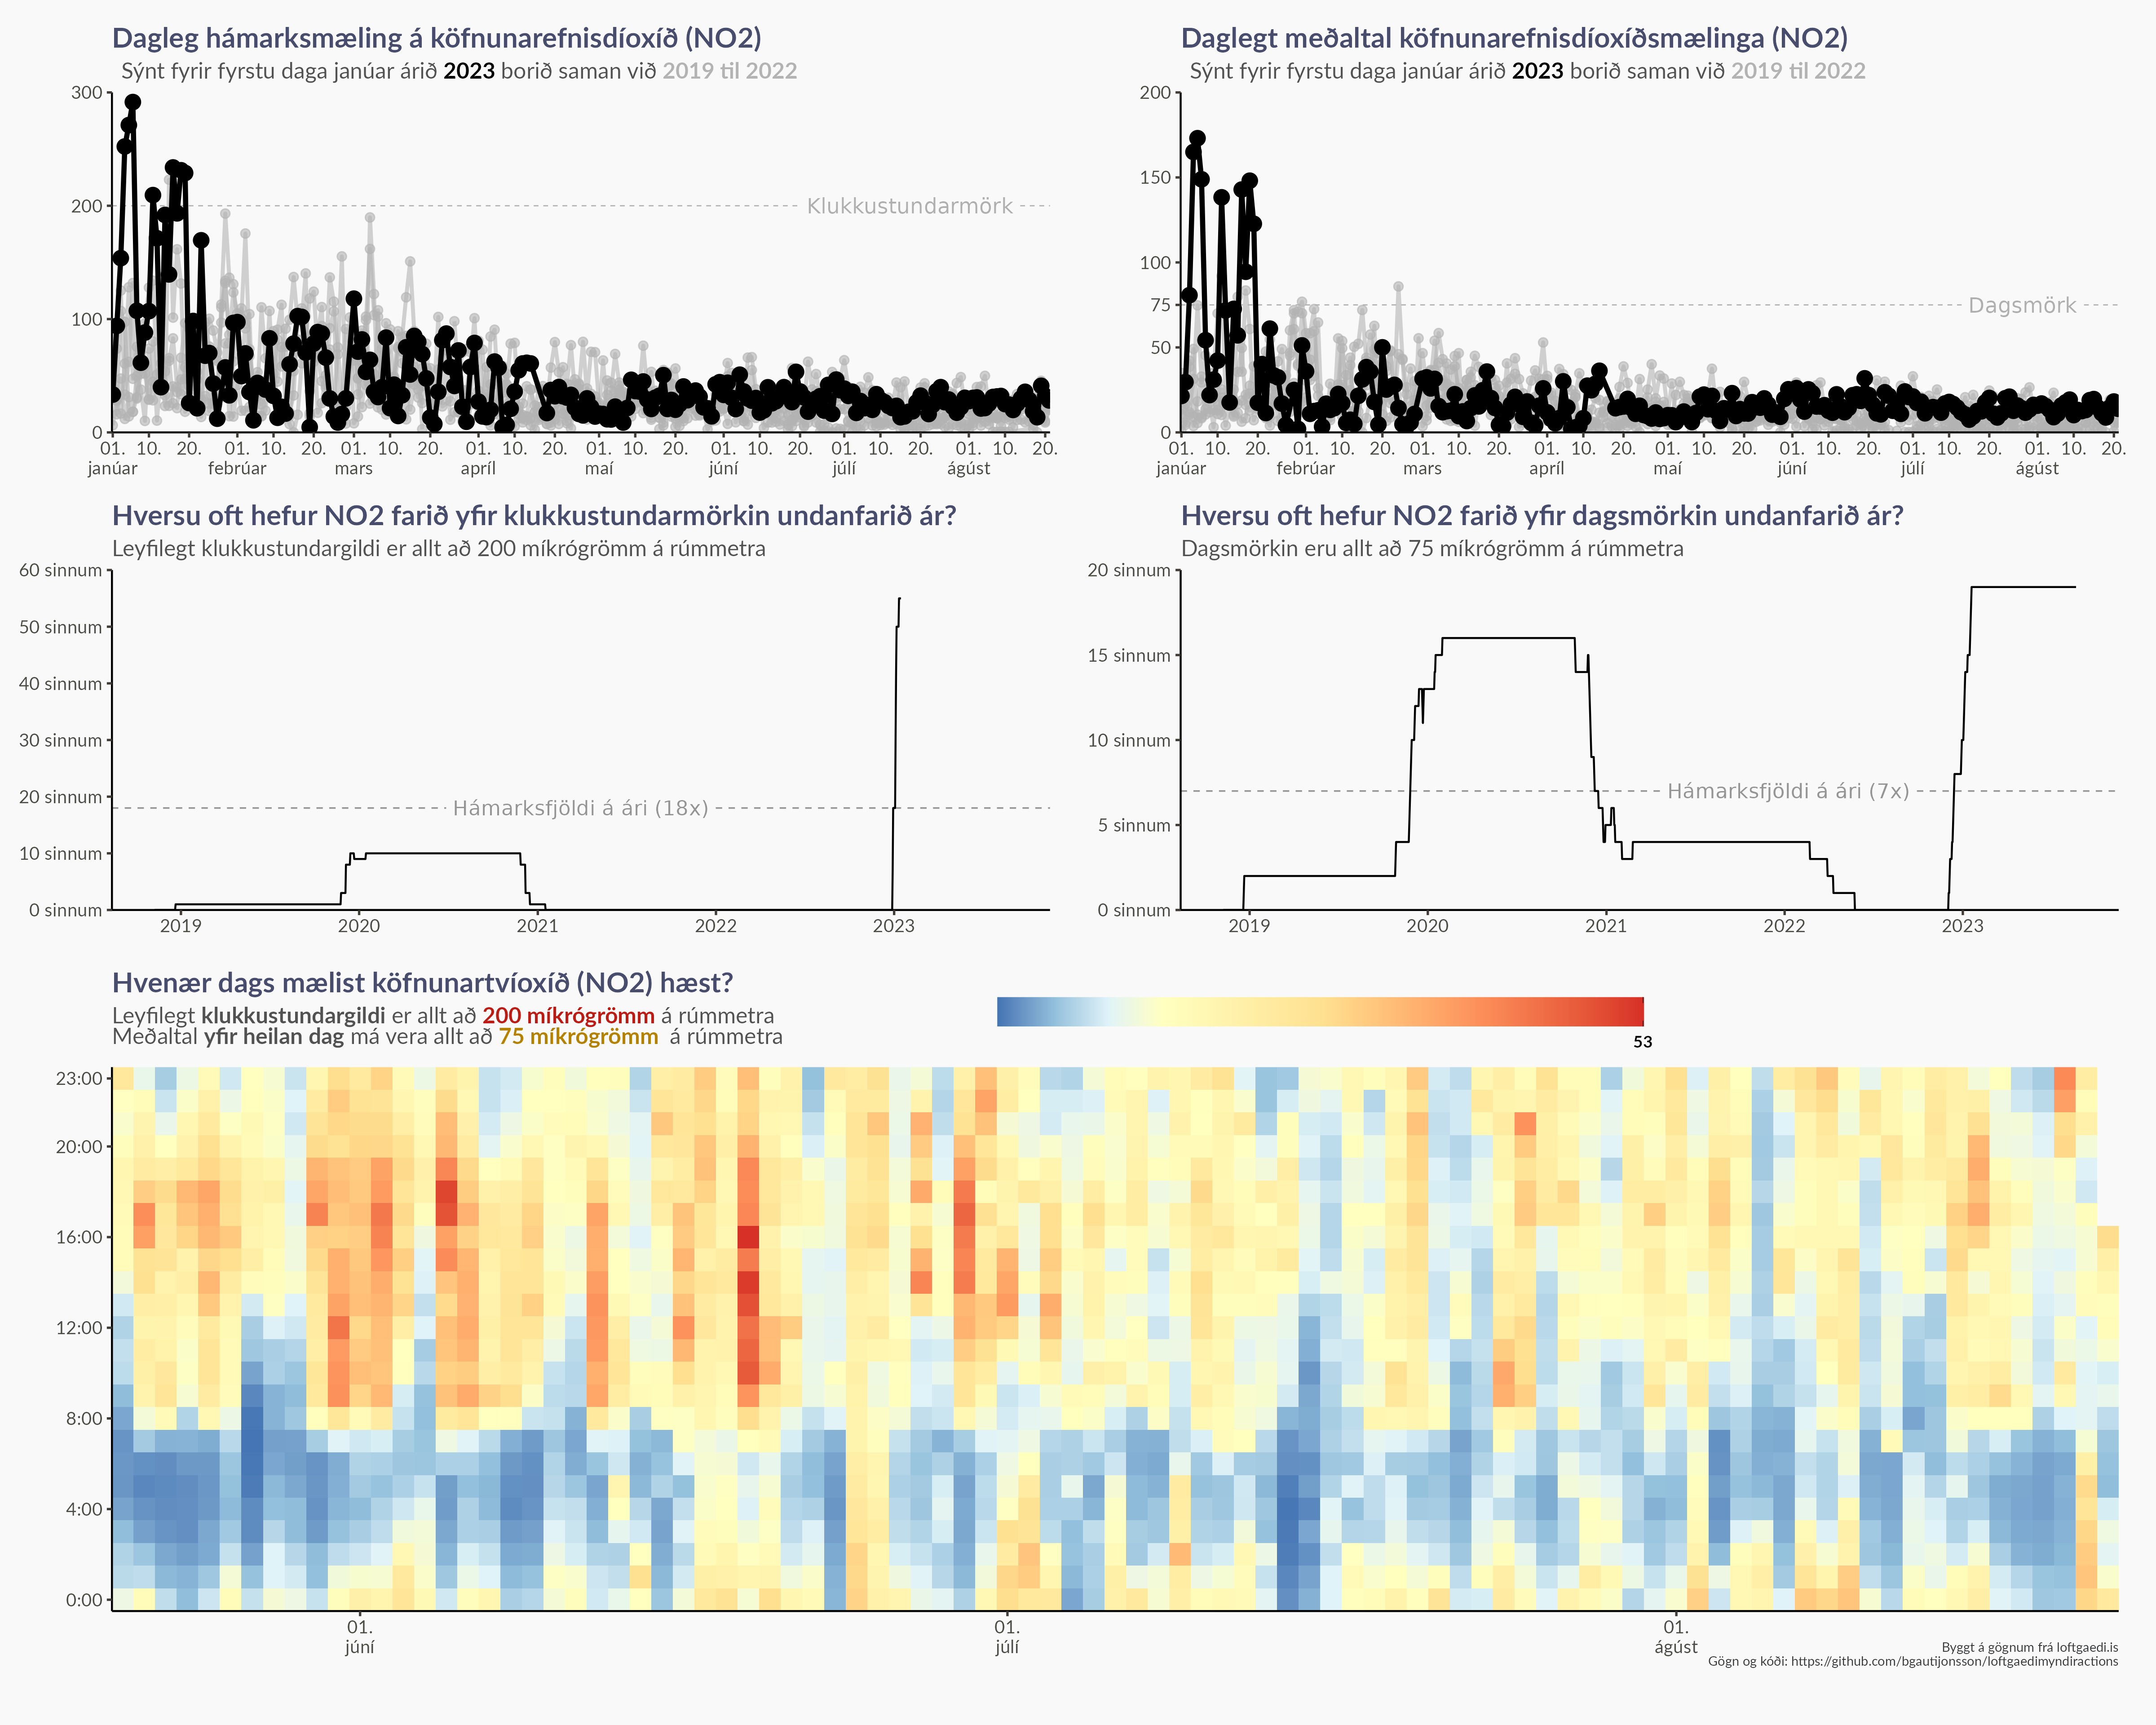 Dagleg hámarksmæling á köfnunarefnisdíoxíð (NO2)
Sýnt fyrir fyrstu daga janúar árið 2023 borið saman við 2019 til 2022
300
200
100
0
Klukkustundarmörk
01. 10. 20. 01. 10. 20. 01. 10. 20. 01. 10. 20. 01. 10. 20. 01. 10. 20. 01. 10. 20. 01. 10. 20.
janúar febrúar mars apríl maí júní júlí ágúst
Daglegt meðaltal köfnunarefnisdíoxíðsmælinga (NO2)
Sýnt fyrir fyrstu daga janúar árið 2023 borið saman við 2019 til 2022
200
150
100
75
50
0
Dagsmörk
01. 10. 20. 01. 10. 20. 01. 10. 20. 01. 10. 20. 01. 10. 20. 01. 10. 20. 01. 10. 20. 01. 10. 20.
janúar febrúar mars apríl maí júní júlí ágúst
Hversu oft hefur NO2 farið yfir klukkustundarmörkin undanfarið ár?
Leyfilegt klukkustundargildi er allt að 200 míkrógrömm á rúmmetra
60 sinnum
50 sinnum
40 sinnum
30 sinnum
20 sinnum
10 sinnum
0 sinnum
Hámarksfjöldi á ári (18x)
2019 2020 2021 2022 2023
Hversu oft hefur NO2 farið yfir dagsmörkin undanfarið ár?
Dagsmörkin eru allt að 75 míkrógrömm á rúmmetra
20 sinnum
15 sinnum
10 sinnum
5 sinnum
0 sinnum
Hámarksfjöldi á ári (7x)
2019 2020 2021 2022 2023
Hvenær dags mælist köfnunartvíoxíð (NO2) hæst?
Leyfilegt klukkustundargildi er allt að 200 míkrógrömm á rúmmetra
Meðaltal yfir heilan dag má vera allt að 75 míkrógrömm á rúmmetra
53
23:00
20:00
16:00
12:00
8:00
4:00
0:00
01. 01. 01.
júní júlí ágúst
Byggt á gögnum frá loftgaedi.is
Gögn og kóði: https://github.com/bgautijonsson/loftgaedimyndiractions